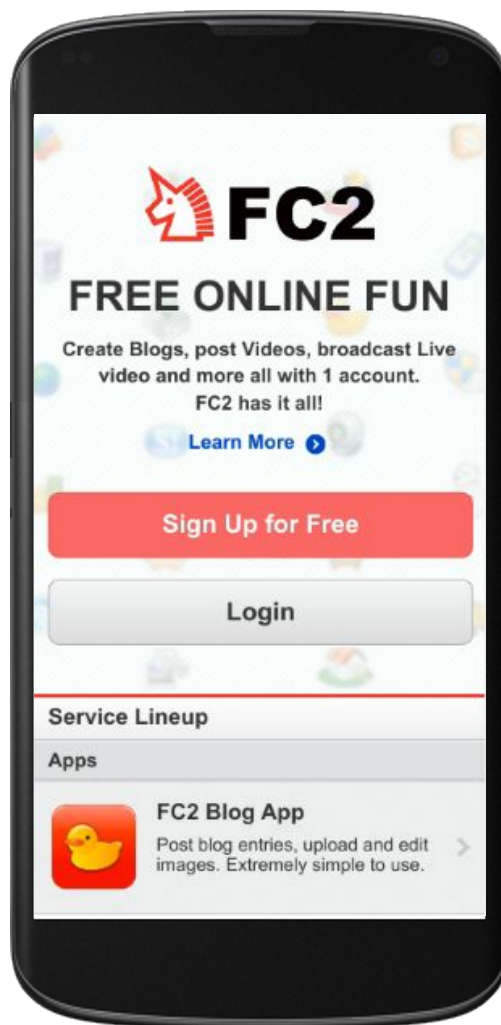 FC2
FREE ONLINE FUN
Create Blogs, post Videos, broadcast Live
video and more all with 1 account.
FC2 has it all!
Learn More
Sign Up for Free
Login
Service Lineup
Apps
FC2 Blog App
Post blog entries, upload and edit
images. Extremely simple to use.